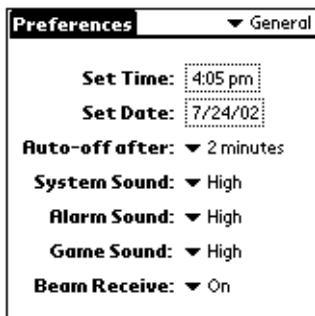 Preferences General
Set Time: 4:05 pm
Set Date: 7/24/02
Auto-off after: 2 minutes
System Sound: High
Alarm Sound: High
Game Sound: High
Beam Receive: On